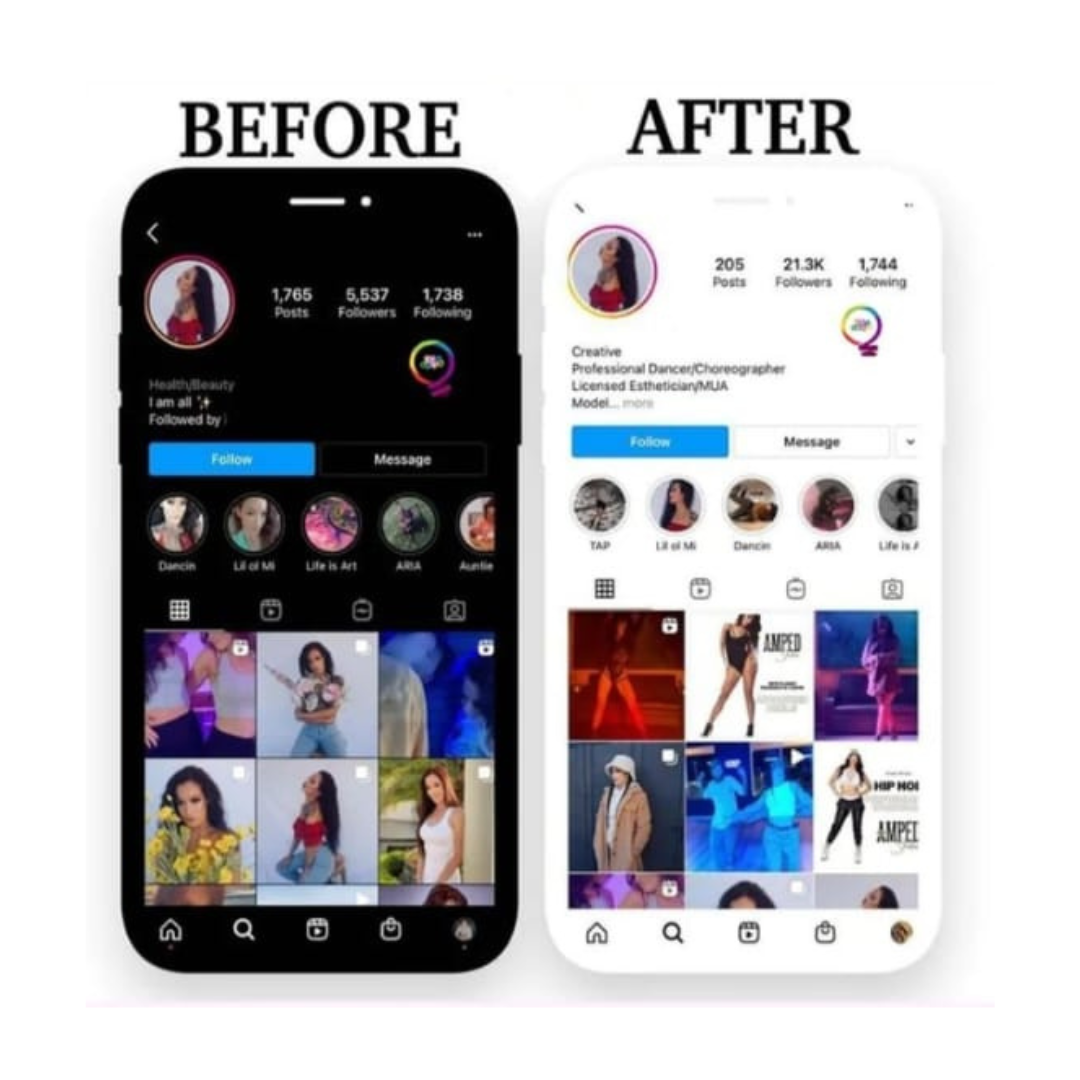 BEFORE
AFTER
1,765
5,537
1,738
Posts
Followers
Following
Health/Beauty
I am all ✨
Followed by
Follow
Message
Dancin
Lil ol Mi
Life is Art
ARIA
Auntie
205
21.3K
1,744
Posts
Followers
Following
Creative
Professional Dancer/Choreographer
Licensed Esthetician/MUA
Model... more
Follow
Message
TAP
Lil ol Mi
Dancin
ARIA
Life is A
AMPED
HIP HO
AMPED